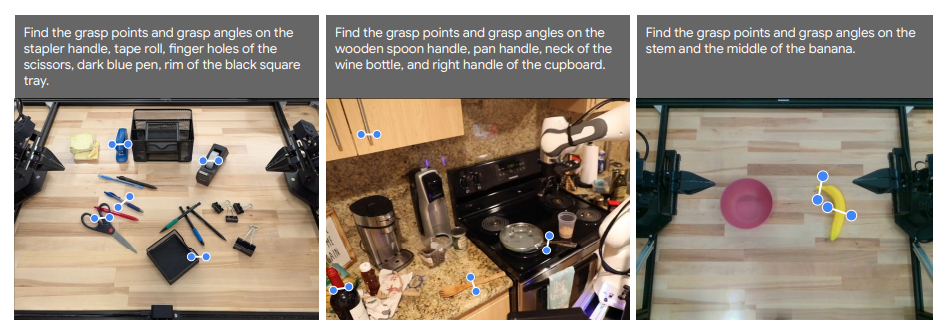 Find the grasp points and grasp angles on the
stapler handle, tape roll, finger holes of the
scissors, dark blue pen, rim of the black square
tray.
Find the grasp points and grasp angles on the
wooden spoon handle, pan handle, neck of the
wine bottle, and right handle of the cupboard.
Find the grasp points and grasp angles on the
stem and the middle of the banana.